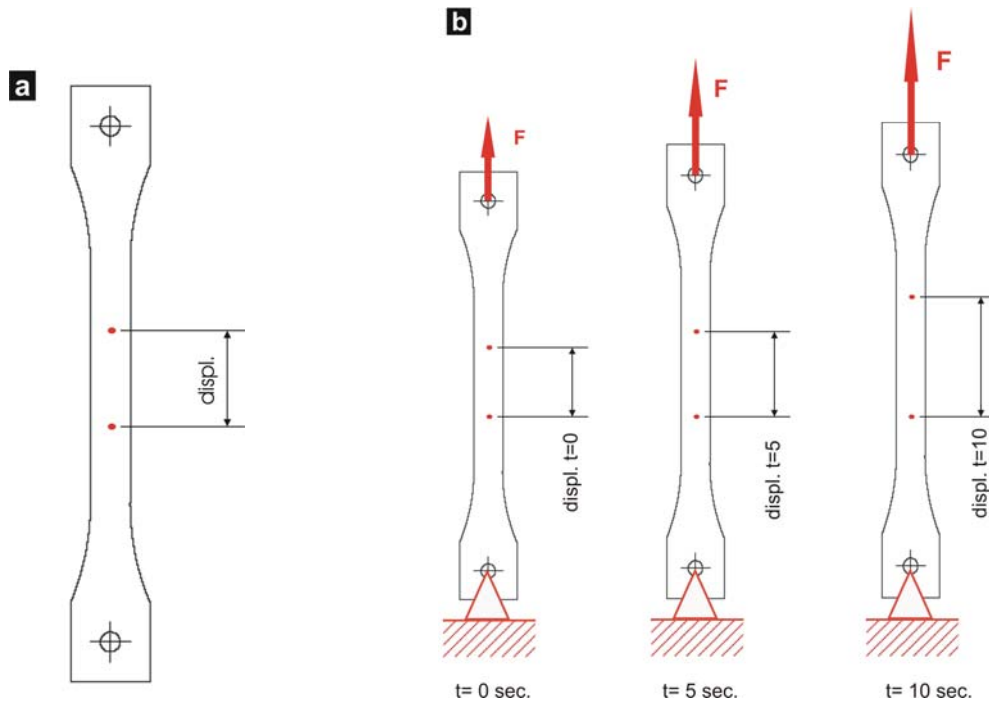 a
displ.
b
F
displ. t=0
t= 0 sec.
F
displ. t=5
t= 5 sec.
F
displ. t=10
t= 10 sec.